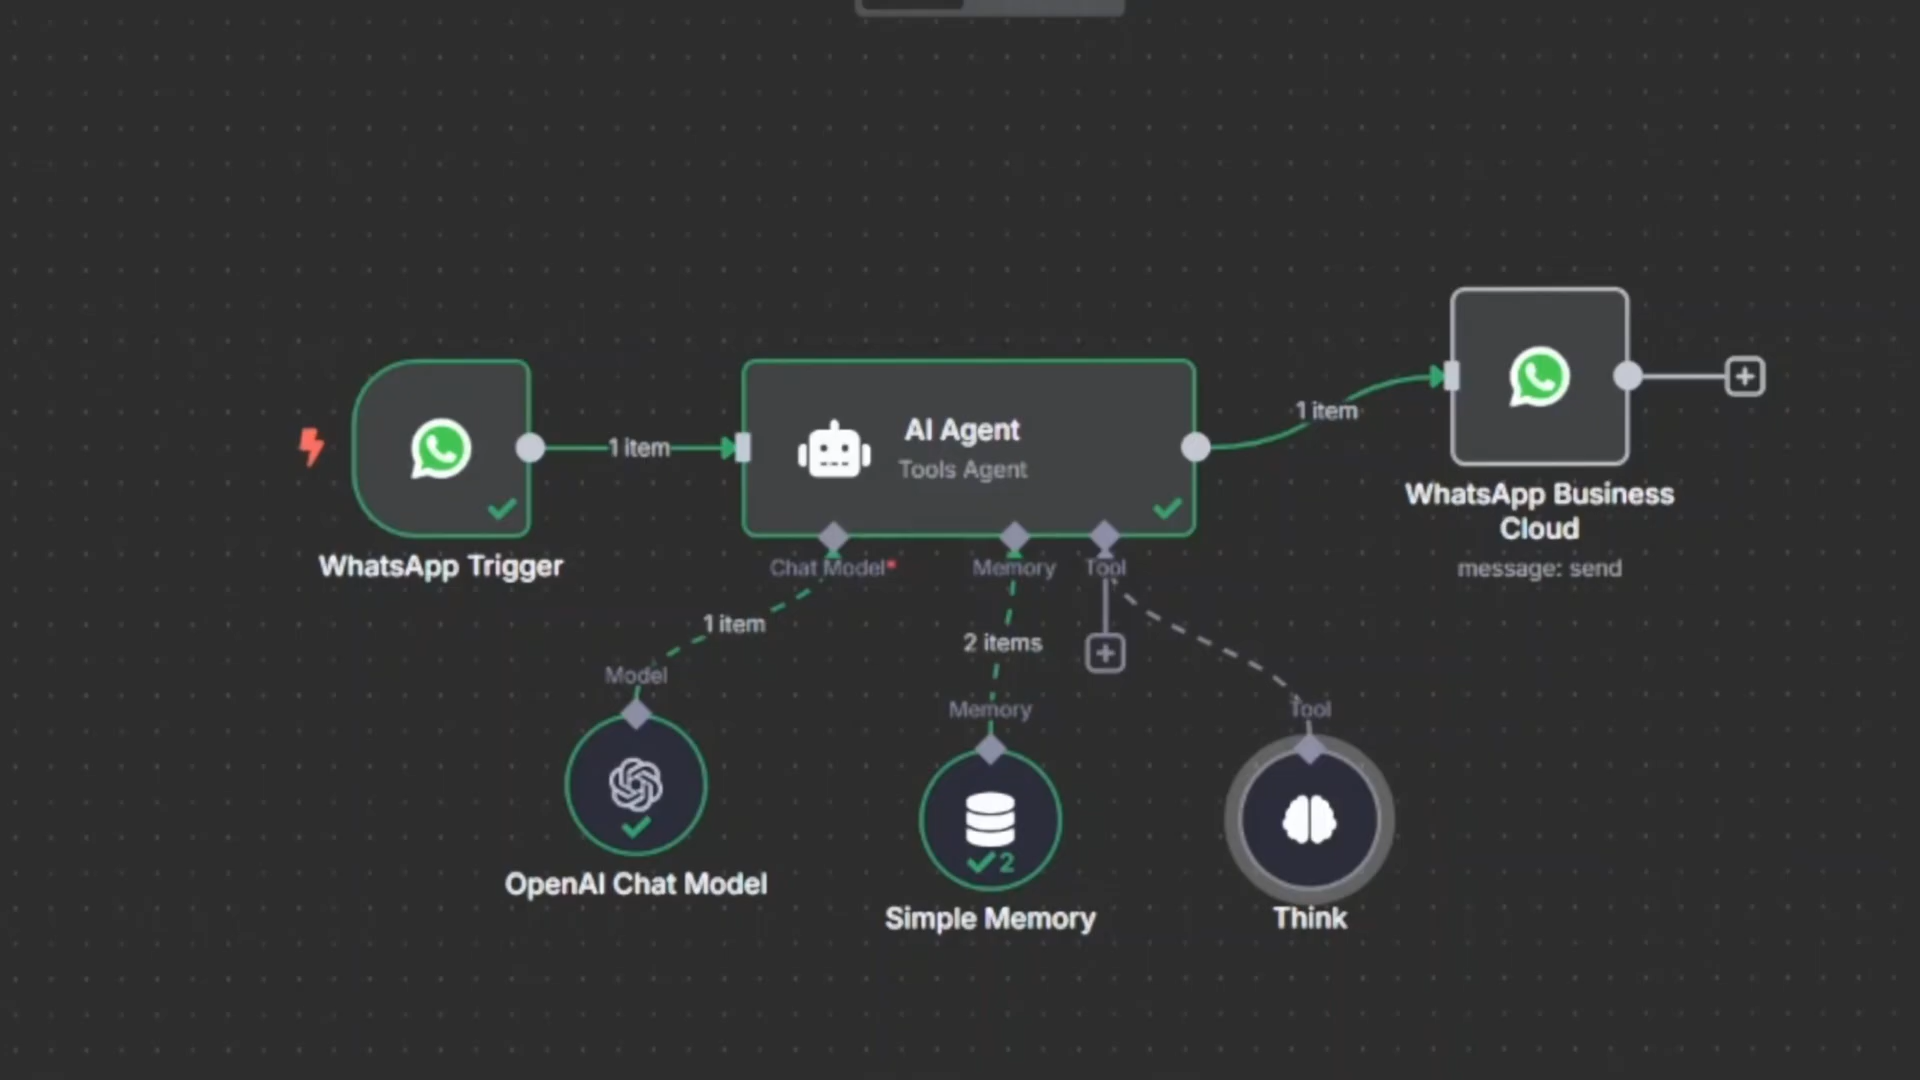 1 item
AI Agent
Tools Agent
1 item
WhatsApp Business
Cloud
message: send
WhatsApp Trigger
Chat Model*
Memory
Tool
1 item
2 items
Model
Memory
Tool
2
OpenAI Chat Model
Simple Memory
Think